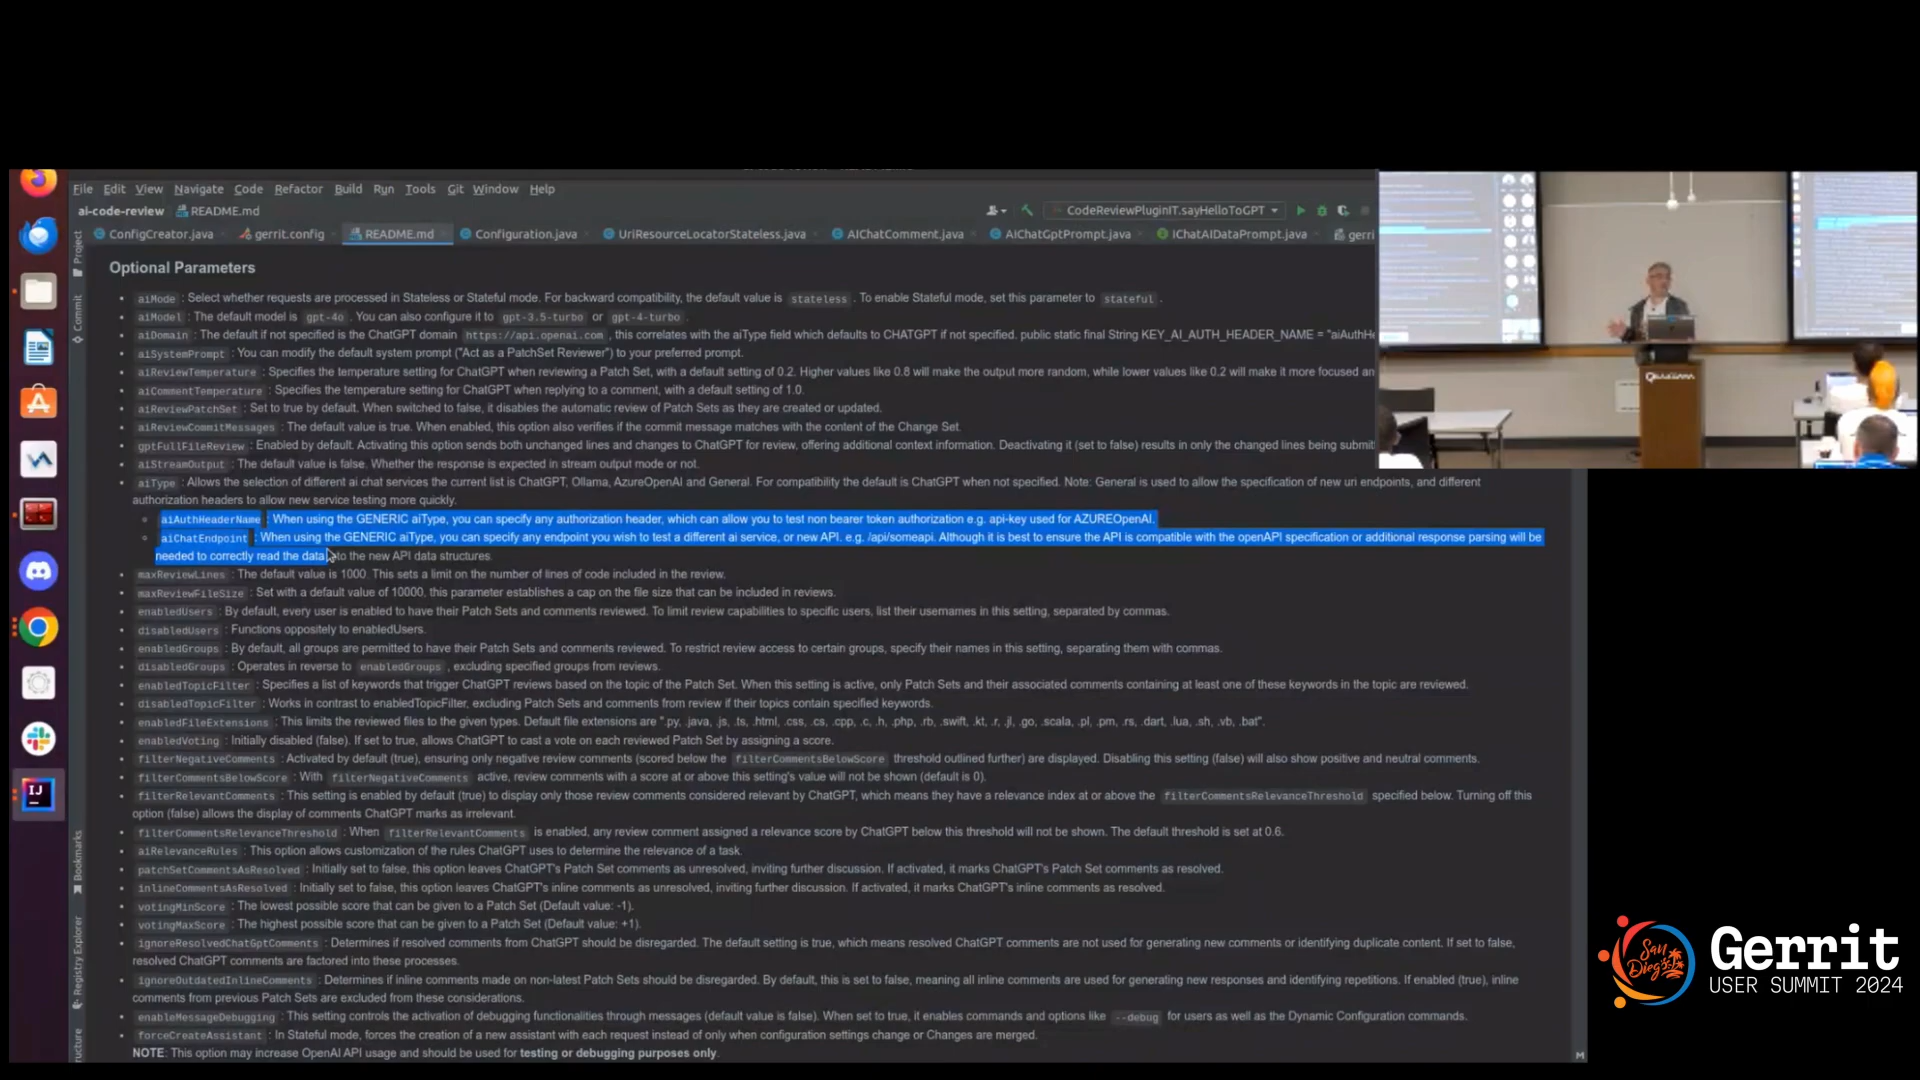 File Edit View Navigate Code Refactor Build Run Tools Git Window Help
ai-code-review README.md
CodeReviewPluginIT.sayHelloToGPT
ConfigCreator.java gerrit.config README.md Configuration.java UriResourceLocatorStateless.java AIChatComment.java AIChatGptPrompt.java IChatAIDataPrompt.java gerri
Project
Commit
Optional Parameters
• aiMode : Select whether requests are processed in Stateless or Stateful mode. For backward compatibility, the default value is stateless . To enable Stateful mode, set this parameter to stateful .
• aiModel : The default model is gpt-4o . You can also configure it to gpt-3.5-turbo or gpt-4-turbo .
• aiDomain : The default if not specified is the ChatGPT domain https://api.openai.com , this correlates with the aiType field which defaults to CHATGPT if not specified. public static final String KEY_AI_AUTH_HEADER_NAME = "aiAuthHe
• aiSystemPrompt : You can modify the default system prompt ("Act as a PatchSet Reviewer") to your preferred prompt.
• aiReviewTemperature : Specifies the temperature setting for ChatGPT when reviewing a Patch Set, with a default setting of 0.2. Higher values like 0.8 will make the output more random, while lower values like 0.2 will make it more focused an
• aiCommentTemperature : Specifies the temperature setting for ChatGPT when replying to a comment, with a default setting of 1.0.
• aiReviewPatchSet : Set to true by default. When switched to false, it disables the automatic review of Patch Sets as they are created or updated.
• aiReviewCommitMessages : The default value is true. When enabled, this option also verifies if the commit message matches with the content of the Change Set.
• gptFullFileReview : Enabled by default. Activating this option sends both unchanged lines and changes to ChatGPT for review, offering additional context information. Deactivating it (set to false) results in only the changed lines being submit
• aiStreamOutput : The default value is false. Whether the response is expected in stream output mode or not.
• aiType : Allows the selection of different ai chat services the current list is ChatGPT, Ollama, AzureOpenAI and General. For compatibility the default is ChatGPT when not specified. Note: General is used to allow the specification of new uri endpoints, and different
authorization headers to allow new service testing more quickly.
aiAuthHeaderName : When using the GENERIC aiType, you can specify any authorization header, which can allow you to test non bearer token authorization e.g. api-key used for AZUREOpenAI.
aiChatEndpoint : When using the GENERIC aiType, you can specify any endpoint you wish to test a different ai service, or new API. e.g. /api/someapi. Although it is best to ensure the API is compatible with the openAPI specification or additional response parsing will be
needed to correctly read the data into the new API data structures.
• maxReviewLines : The default value is 1000. This sets a limit on the number of lines of code included in the review.
• maxReviewFileSize : Set with a default value of 10000, this parameter establishes a cap on the file size that can be included in reviews.
• enabledUsers : By default, every user is enabled to have their Patch Sets and comments reviewed. To limit review capabilities to specific users, list their usernames in this setting, separated by commas.
• disabledUsers : Functions oppositely to enabledUsers.
• enabledGroups : By default, all groups are permitted to have their Patch Sets and comments reviewed. To restrict review access to certain groups, specify their names in this setting, separating them with commas.
• disabledGroups : Operates in reverse to enabledGroups , excluding specified groups from reviews.
• enabledTopicFilter : Specifies a list of keywords that trigger ChatGPT reviews based on the topic of the Patch Set. When this setting is active, only Patch Sets and their associated comments containing at least one of these keywords in the topic are reviewed.
• disabledTopicFilter : Works in contrast to enabledTopicFilter, excluding Patch Sets and comments from review if their topics contain specified keywords.
• enabledFileExtensions : This limits the reviewed files to the given types. Default file extensions are ".py, .java, .js, .ts, .html, .css, .cs, .cpp, .c, .h, .php, .rb, .swift, .kt, .r, .jl, .go, .scala, .pl, .pm, .rs, .dart, .lua, .sh, .vb, .bat".
• enabledVoting : Initially disabled (false). If set to true, allows ChatGPT to cast a vote on each reviewed Patch Set by assigning a score.
• filterNegativeComments : Activated by default (true), ensuring only negative review comments (scored below the filterCommentsBelowScore threshold outlined further) are displayed. Disabling this setting (false) will also show positive and neutral comments.
• filterCommentsBelowScore : With filterNegativeComments active, review comments with a score at or above this setting's value will not be shown (default is 0).
• filterRelevantComments : This setting is enabled by default (true) to display only those review comments considered relevant by ChatGPT, which means they have a relevance index at or above the filterCommentsRelevanceThreshold specified below. Turning off this
option (false) allows the display of comments ChatGPT marks as irrelevant.
• filterCommentsRelevanceThreshold : When filterRelevantComments is enabled, any review comment assigned a relevance score by ChatGPT below this threshold will not be shown. The default threshold is set at 0.6.
• aiRelevanceRules : This option allows customization of the rules ChatGPT uses to determine the relevance of a task.
• patchSetCommentsAsResolved : Initially set to false, this option leaves ChatGPT's Patch Set comments as unresolved, inviting further discussion. If activated, it marks ChatGPT's Patch Set comments as resolved.
• inlineCommentsAsResolved : Initially set to false, this option leaves ChatGPT's inline comments as unresolved, inviting further discussion. If activated, it marks ChatGPT's inline comments as resolved.
• votingMinScore : The lowest possible score that can be given to a Patch Set (Default value: -1).
• votingMaxScore : The highest possible score that can be given to a Patch Set (Default value: +1).
• ignoreResolvedChatGptComments : Determines if resolved comments from ChatGPT should be disregarded. The default setting is true, which means resolved ChatGPT comments are not used for generating new comments or identifying duplicate content. If set to false,
resolved ChatGPT comments are factored into these processes.
• ignoreOutdatedInlineComments : Determines if inline comments made on non-latest Patch Sets should be disregarded. By default, this is set to false, meaning all inline comments are used for generating new responses and identifying repetitions. If enabled (true), inline
comments from previous Patch Sets are excluded from these considerations.
• enableMessageDebugging : This setting controls the activation of debugging functionalities through messages (default value is false). When set to true, it enables commands and options like --debug for users as well as the Dynamic Configuration commands.
• forceCreateAssistant : In Stateful mode, forces the creation of a new assistant with each request instead of only when configuration settings change or Changes are merged.
NOTE: This option may increase OpenAI API usage and should be used for testing or debugging purposes only.
Bookmarks
Registry Explorer
ructure
IJ
QUALCOMM
San Diego
Gerrit
USER SUMMIT 2024